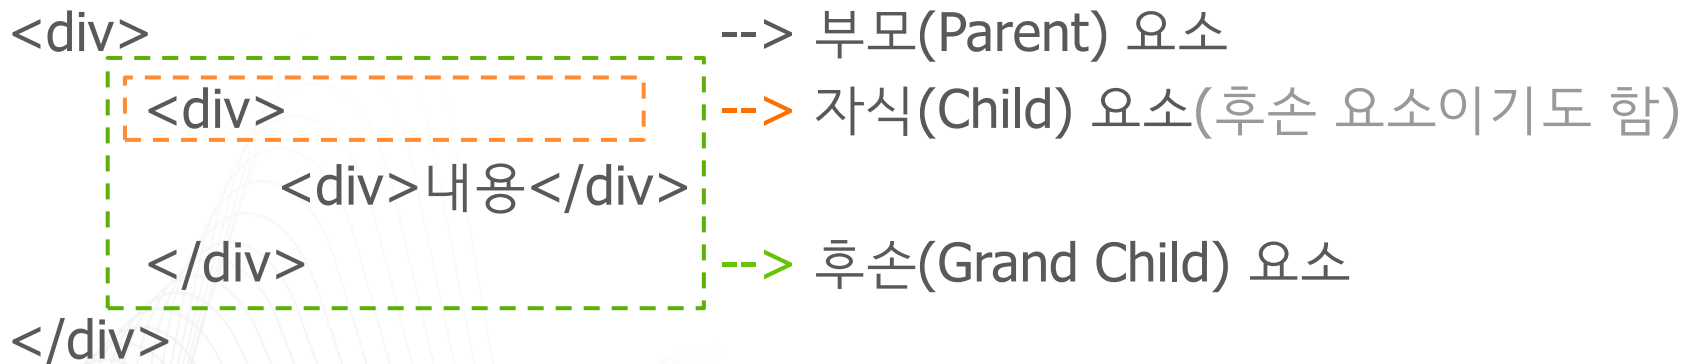 <div> --> 부모(Parent) 요소
<div> --> 자식(Child) 요소(후손 요소이기도 함)
<div>내용</div>
</div> --> 후손(Grand Child) 요소
</div>